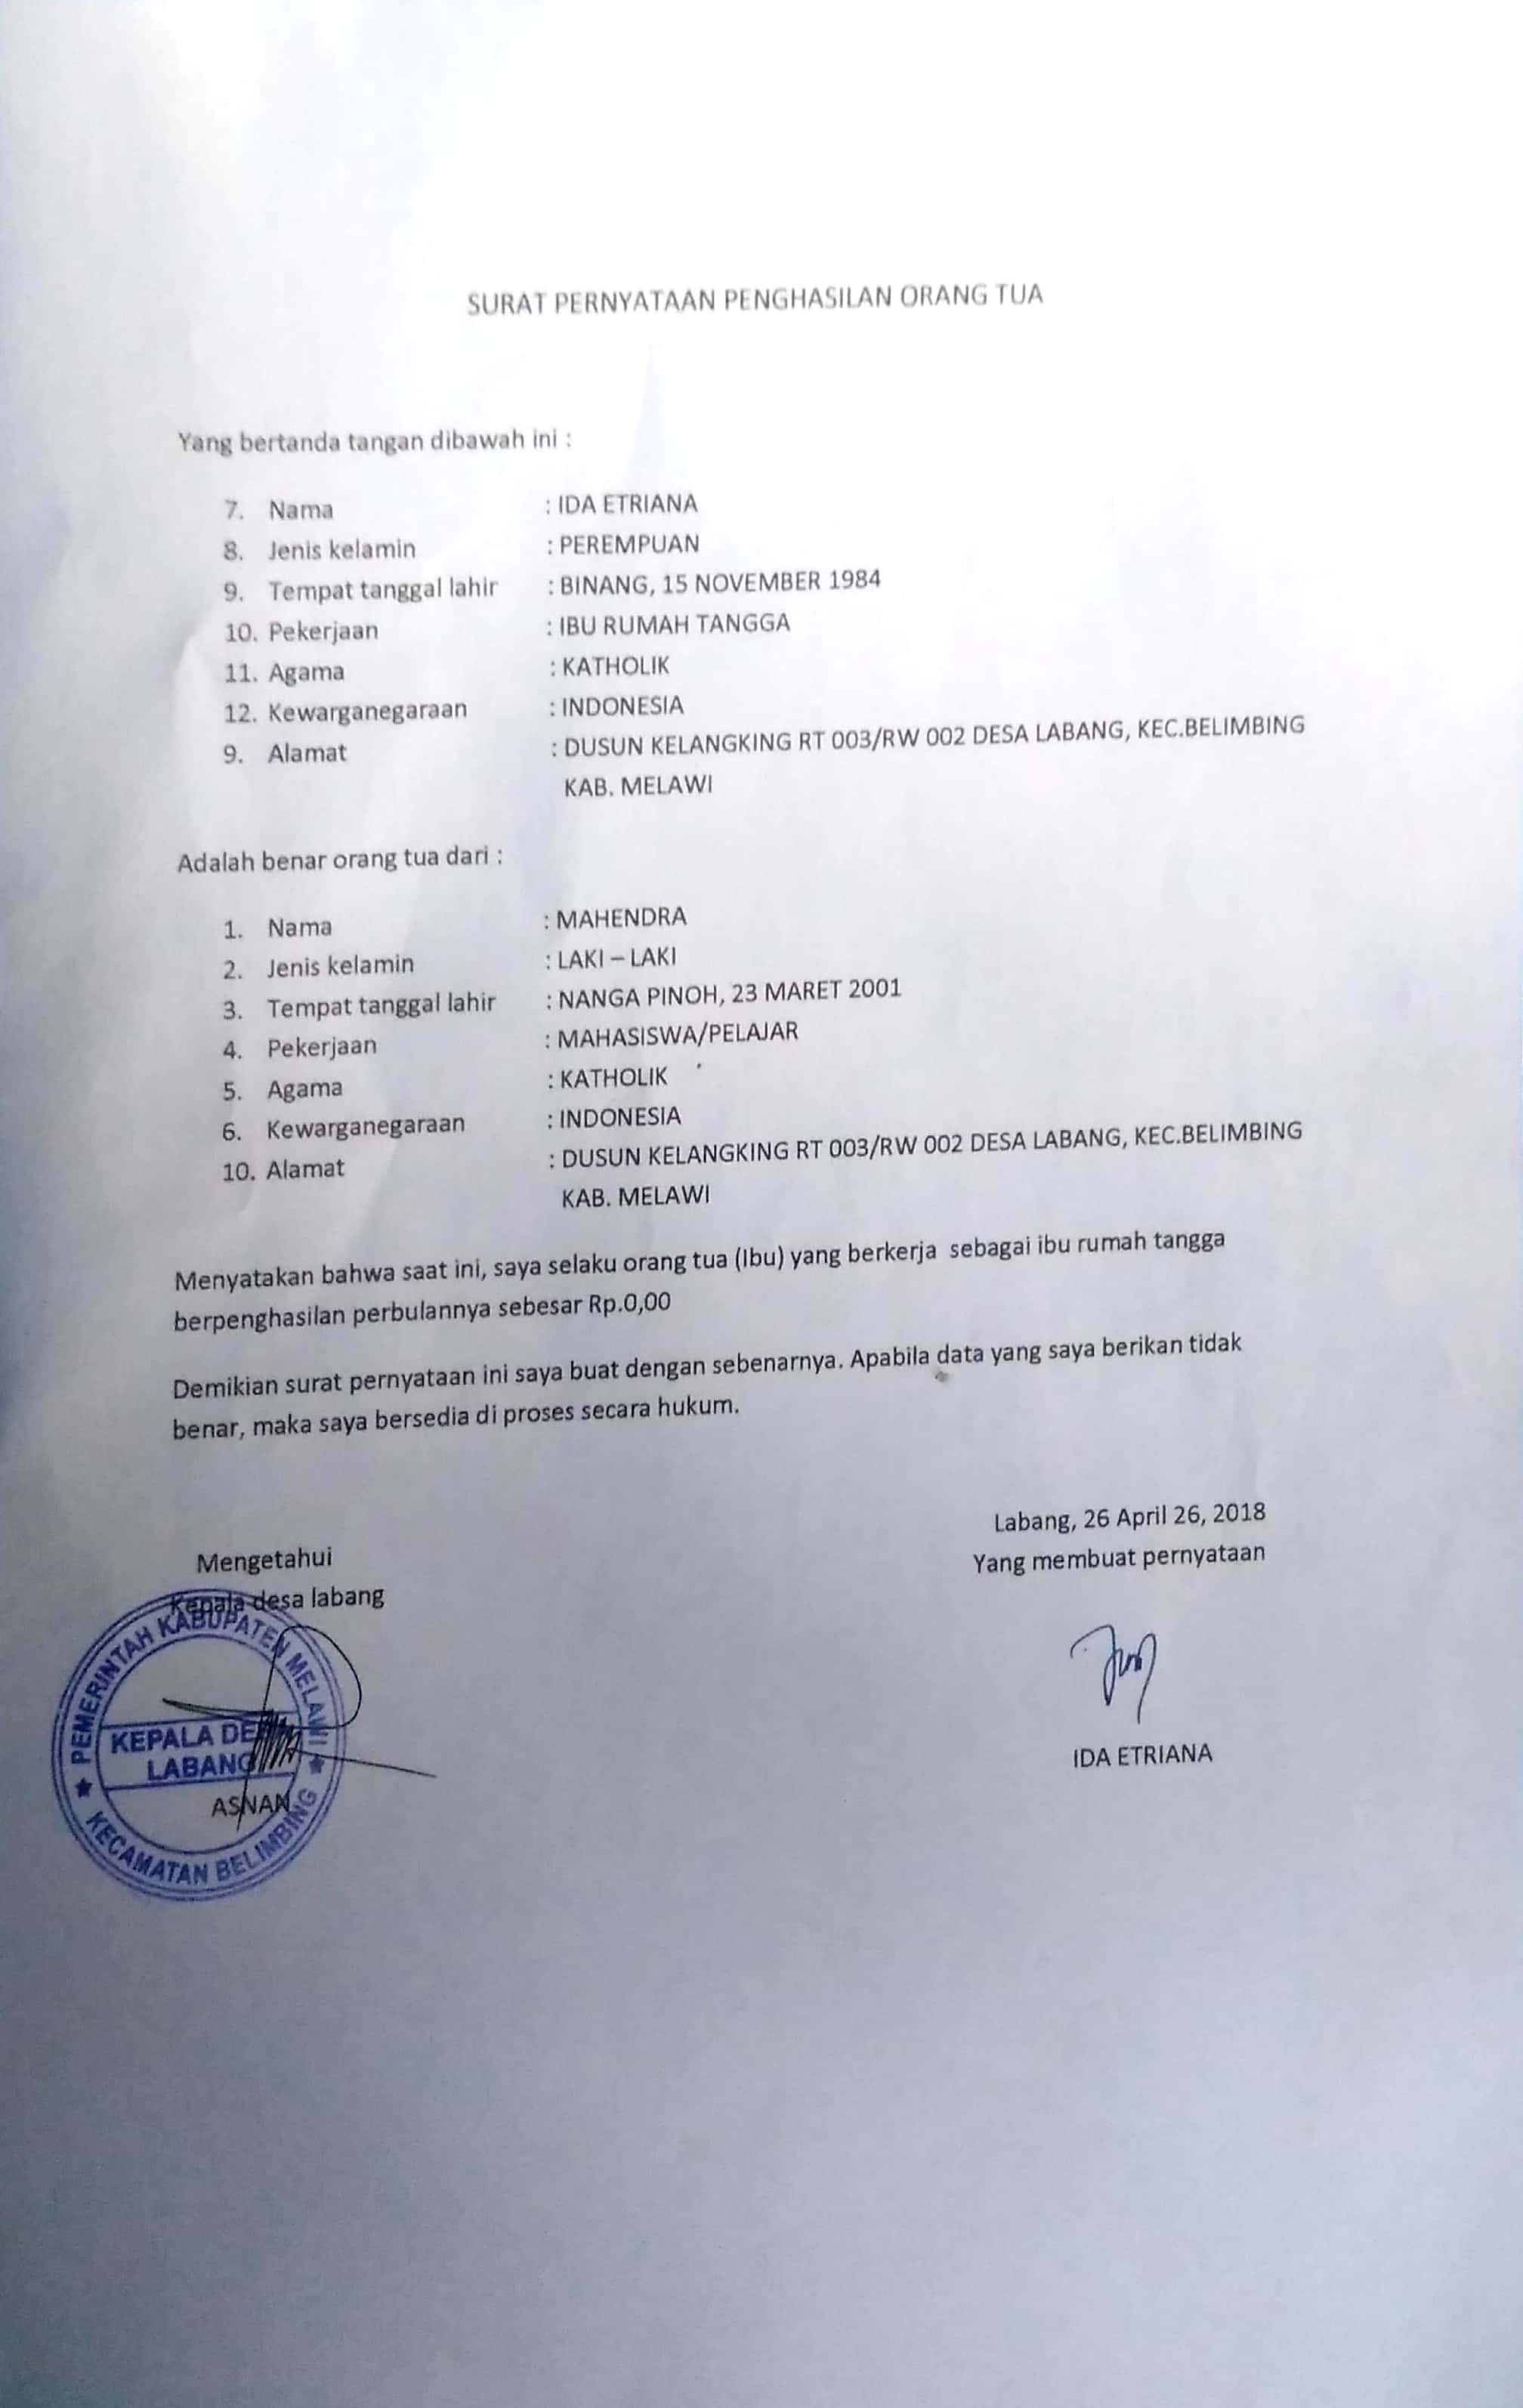 SURAT PERNYATAAN PENGHASILAN ORANG TUA
Yang bertanda tangan dibawah ini :
7. Nama : IDA ETRIANA
8. Jenis kelamin : PEREMPUAN
9. Tempat tanggal lahir : BINANG, 15 NOVEMBER 1984
10. Pekerjaan : IBU RUMAH TANGGA
11. Agama : KATHOLIK
12. Kewarganegaraan : INDONESIA
9. Alamat : DUSUN KELANGKING RT 003/RW 002 DESA LABANG, KEC.BELIMBING
KAB. MELAWI
Adalah benar orang tua dari :
1. Nama : MAHENDRA
2. Jenis kelamin : LAKI – LAKI
3. Tempat tanggal lahir : NANGA PINOH, 23 MARET 2001
4. Pekerjaan : MAHASISWA/PELAJAR
5. Agama : KATHOLIK
6. Kewarganegaraan : INDONESIA
10. Alamat : DUSUN KELANGKING RT 003/RW 002 DESA LABANG, KEC.BELIMBING
KAB. MELAWI
Menyatakan bahwa saat ini, saya selaku orang tua (Ibu) yang berkerja sebagai ibu rumah tangga
berpenghasilan perbulannya sebesar Rp.0,00
Demikian surat pernyataan ini saya buat dengan sebenarnya. Apabila data yang saya berikan tidak
benar, maka saya bersedia di proses secara hukum.
Labang, 26 April 26, 2018
Mengetahui
Yang membuat pernyataan
Kepala desa labang
PEMERINTAH KABUPATEN MELAWI
KEPALA DE
LABANG
KECAMATAN BELIMBING
ASNAN
IDA ETRIANA